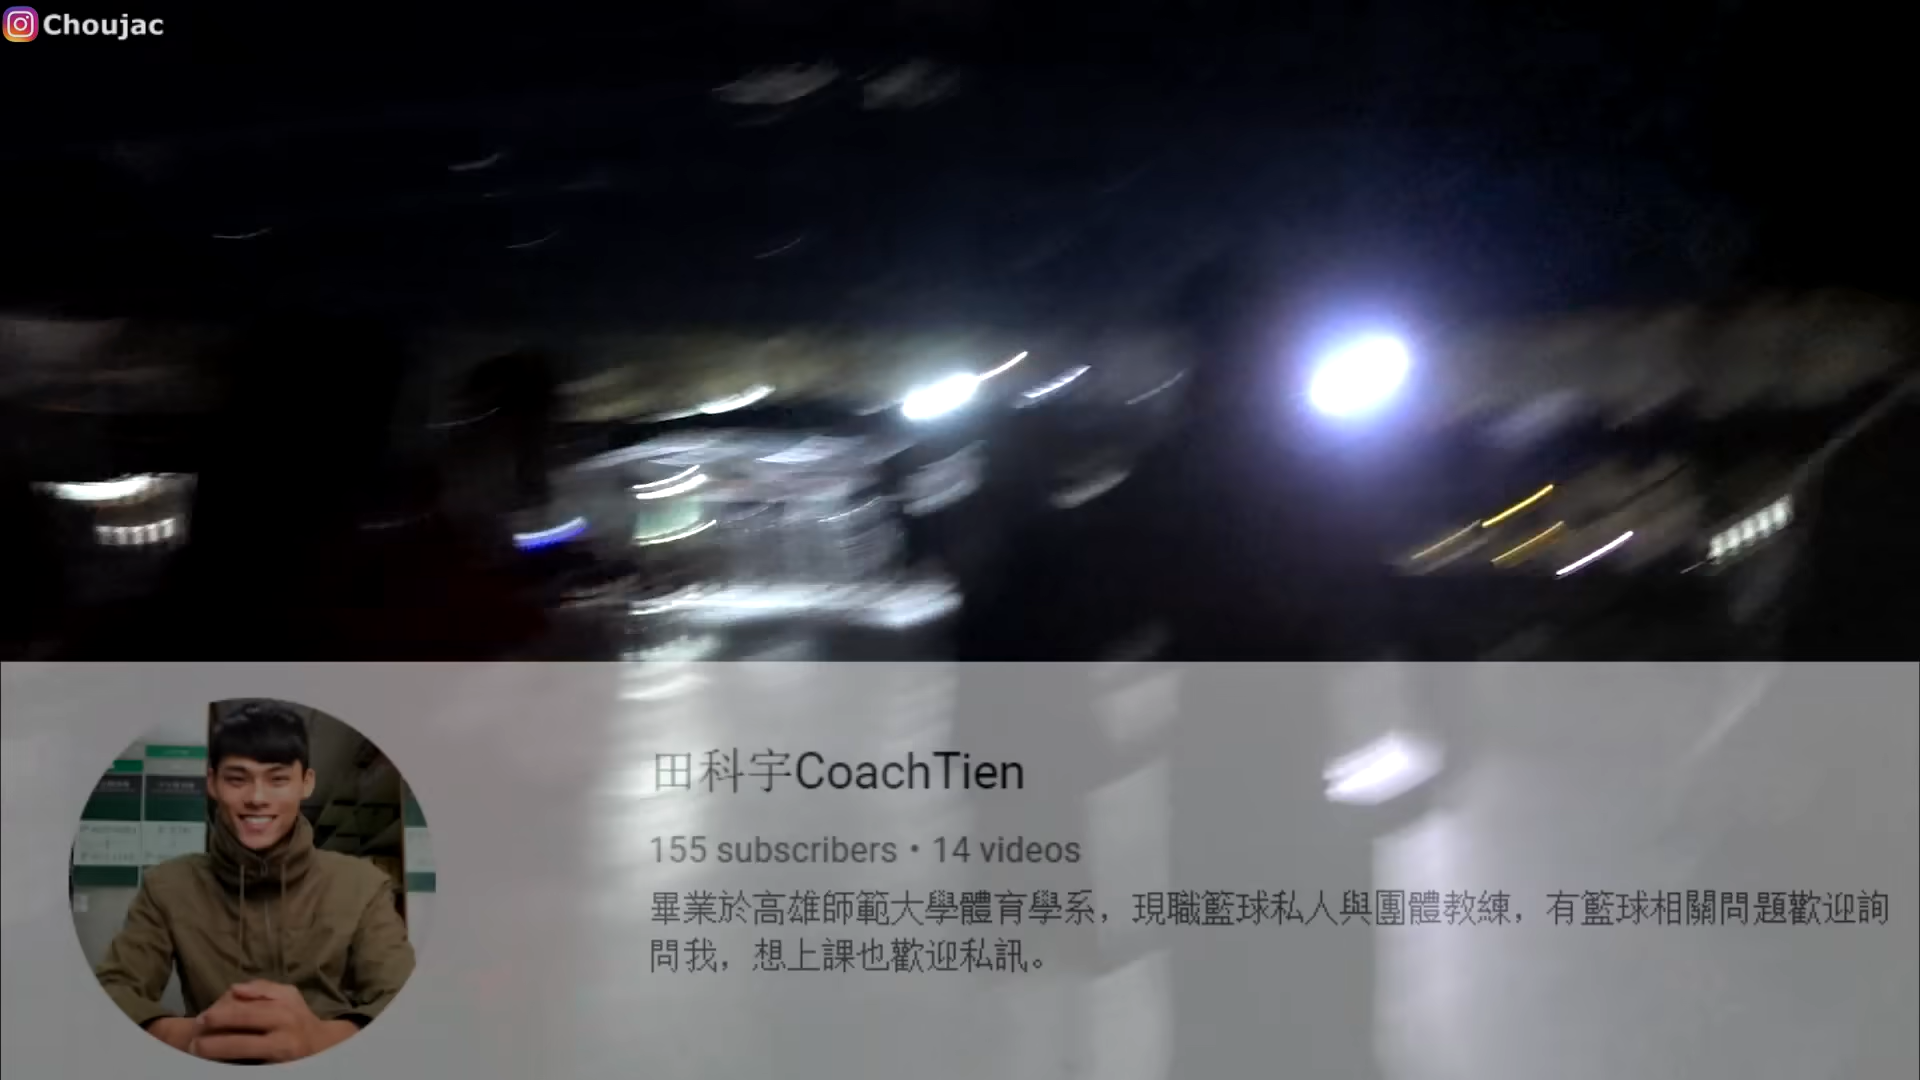 Choujac
田科宇CoachTien
155 subscribers • 14 videos
畢業於高雄師範大學體育學系，現職籃球私人與團體教練，有籃球相關問題歡迎詢
問我，想上課也歡迎私訊。